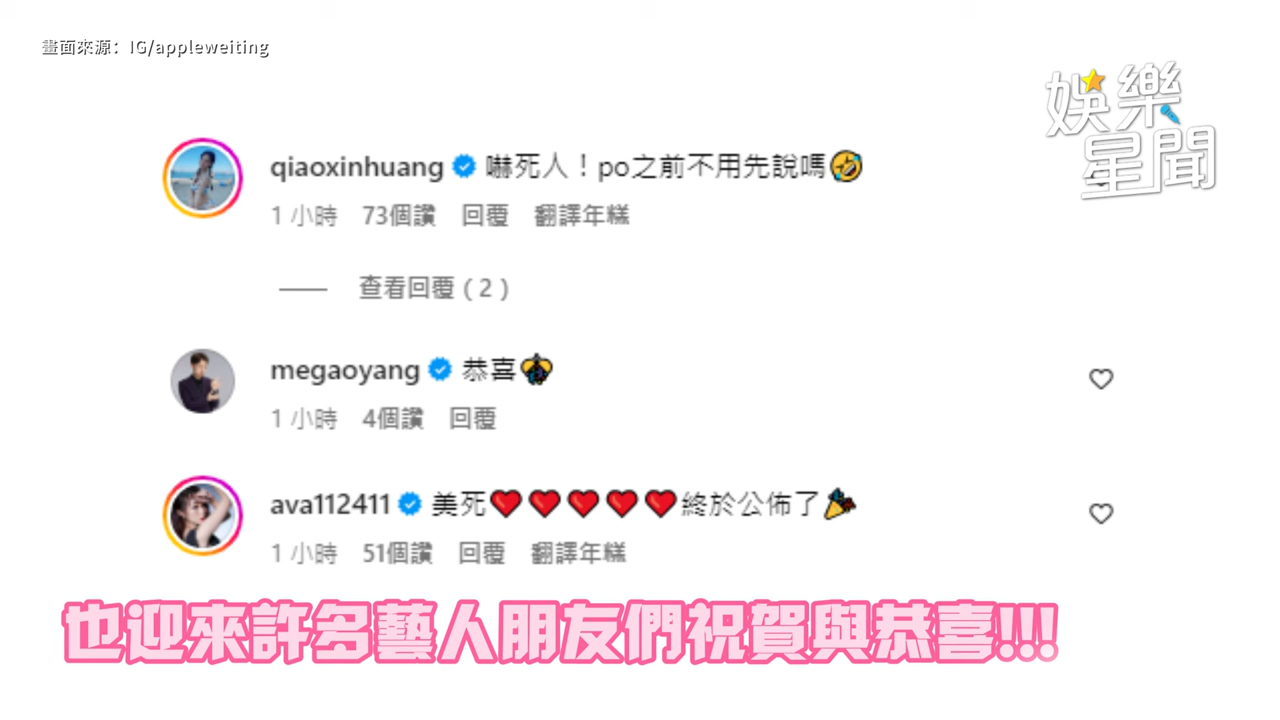 畫面來源：IG/appleweiting
娛樂
星聞
qiaoxinhuang 嚇死人！po之前不用先說嗎🤣
1 小時 73個讚 回覆 翻譯年糕
查看回覆（2）
megaoyang 恭喜
1 小時 4個讚 回覆
ava112411 美死❤️❤️❤️❤️❤️終於公佈了🎉
1 小時 51個讚 回覆 翻譯年糕
也迎來許多藝人朋友們祝賀與恭喜!!!